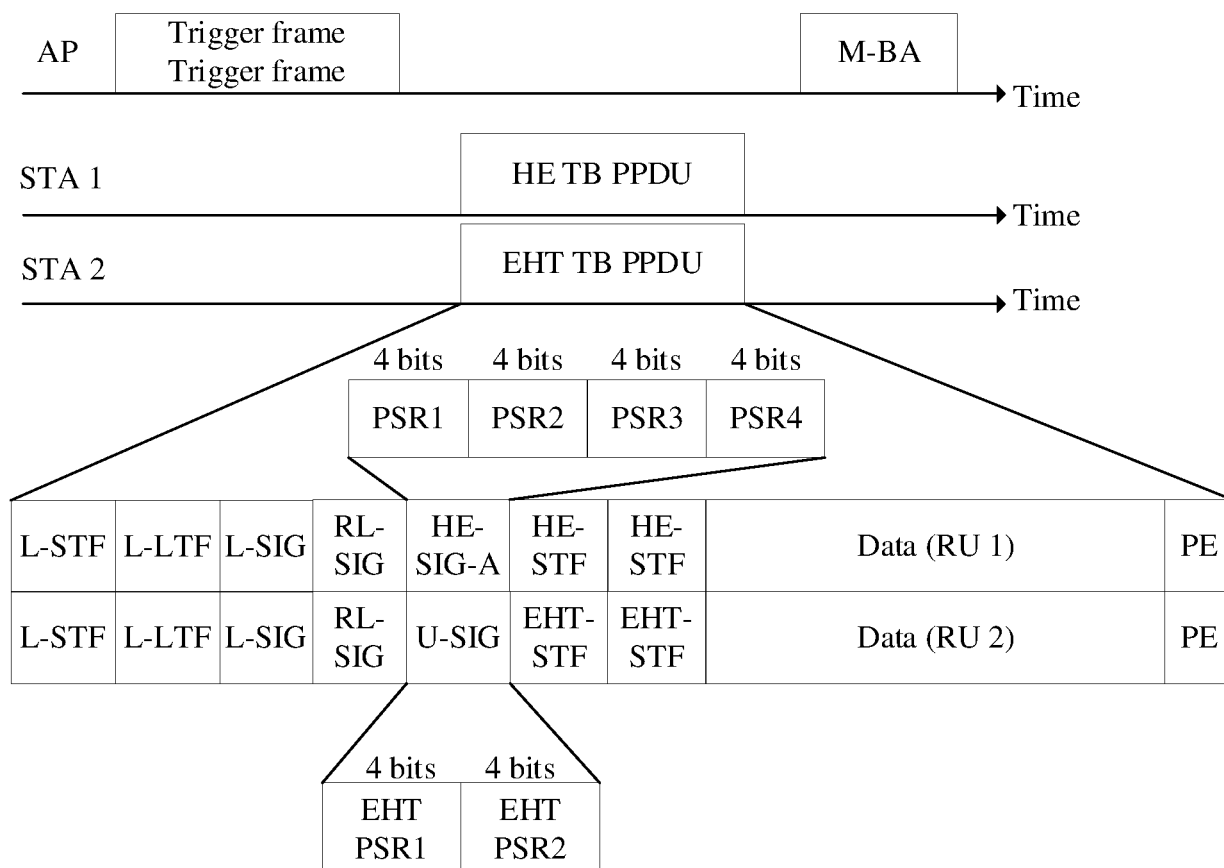 AP
Trigger frame
Trigger frame
M-BA
Time
STA 1
HE TB PPDU
Time
STA 2
EHT TB PPDU
Time
4 bits 4 bits 4 bits 4 bits
PSR1 PSR2 PSR3 PSR4
L-STF L-LTF L-SIG RL-SIG HE-SIG-A HE-STF HE-STF Data (RU 1) PE
L-STF L-LTF L-SIG RL-SIG U-SIG EHT-STF EHT-STF Data (RU 2) PE
4 bits 4 bits
EHT PSR1 EHT PSR2